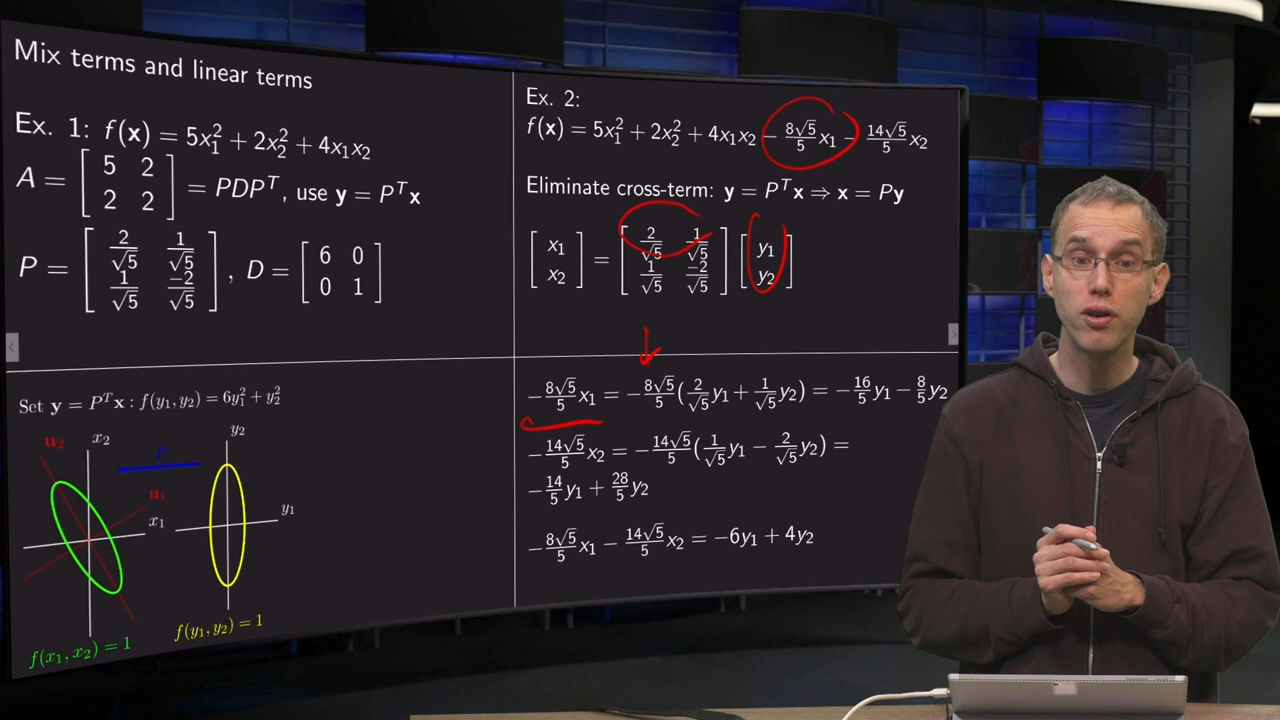 Mix terms and linear terms
Ex. 1: f(x) = 5x₁² + 2x₂² + 4x₁x₂
A = [5 2; 2 2] = PDPᵀ, use y = Pᵀx
P = [2/√5 1/√5; 1/√5 −2/√5], D = [6 0; 0 1]
Set y = Pᵀx : f(y₁, y₂) = 6y₁² + y₂²
u₂ x₂
P
u₁
x₁
f(x₁, x₂) = 1
y₂
y₁
f(y₁, y₂) = 1
Ex. 2:
f(x) = 5x₁² + 2x₂² + 4x₁x₂ − 8√5/5 x₁ − 14√5/5 x₂
Eliminate cross-term: y = Pᵀx ⇒ x = Py
[x₁; x₂] = [2/√5 1/√5; 1/√5 −2/√5] [y₁; y₂]
−8√5/5 x₁ = −8√5/5 (2/√5 y₁ + 1/√5 y₂) = −16/5 y₁ − 8/5 y₂
−14√5/5 x₂ = −14√5/5 (1/√5 y₁ − 2/√5 y₂) =
−14/5 y₁ + 28/5 y₂
−8√5/5 x₁ − 14√5/5 x₂ = −6y₁ + 4y₂